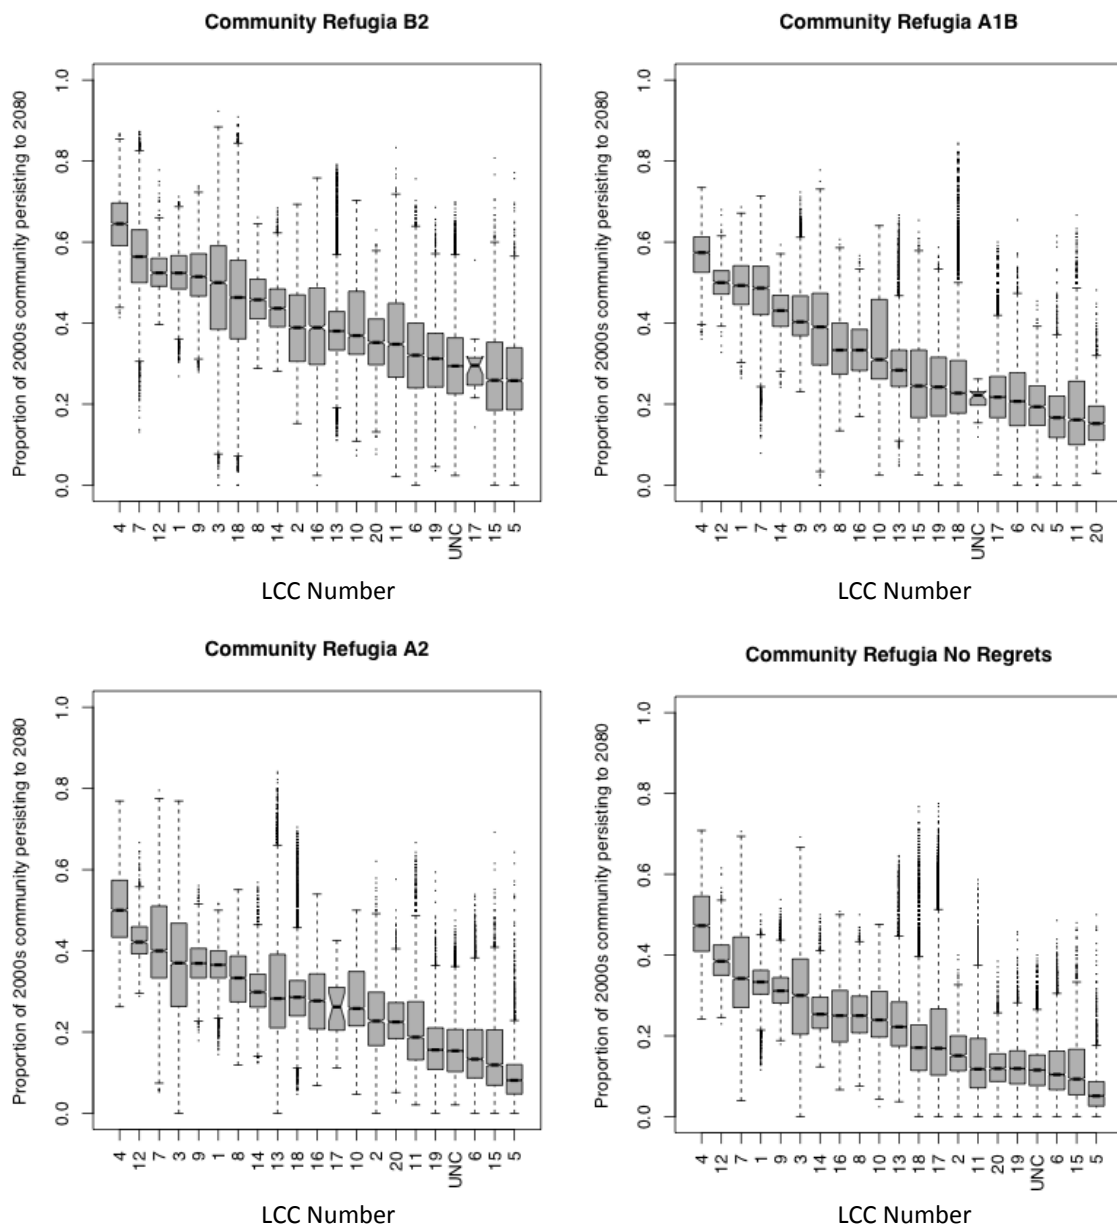 Community Refugia B2
Proportion of 2000s community persisting to 2080
1.0
0.8
0.6
0.4
0.2
0.0
4 7 12 1 9 3 18 8 14 2 16 13 10 20 11 6 19 UNC 17 15 5
LCC Number
Community Refugia A1B
Proportion of 2000s community persisting to 2080
1.0
0.8
0.6
0.4
0.2
0.0
4 12 1 7 14 9 3 8 16 10 13 15 19 18 UNC 17 6 2 5 11 20
LCC Number
Community Refugia A2
Proportion of 2000s community persisting to 2080
1.0
0.8
0.6
0.4
0.2
0.0
4 12 7 3 9 1 8 14 13 18 16 17 10 2 20 11 19 UNC 6 15 5
LCC Number
Community Refugia No Regrets
Proportion of 2000s community persisting to 2080
1.0
0.8
0.6
0.4
0.2
0.0
4 12 7 1 9 3 14 16 8 10 13 18 17 2 11 20 19 UNC 6 15 5
LCC Number